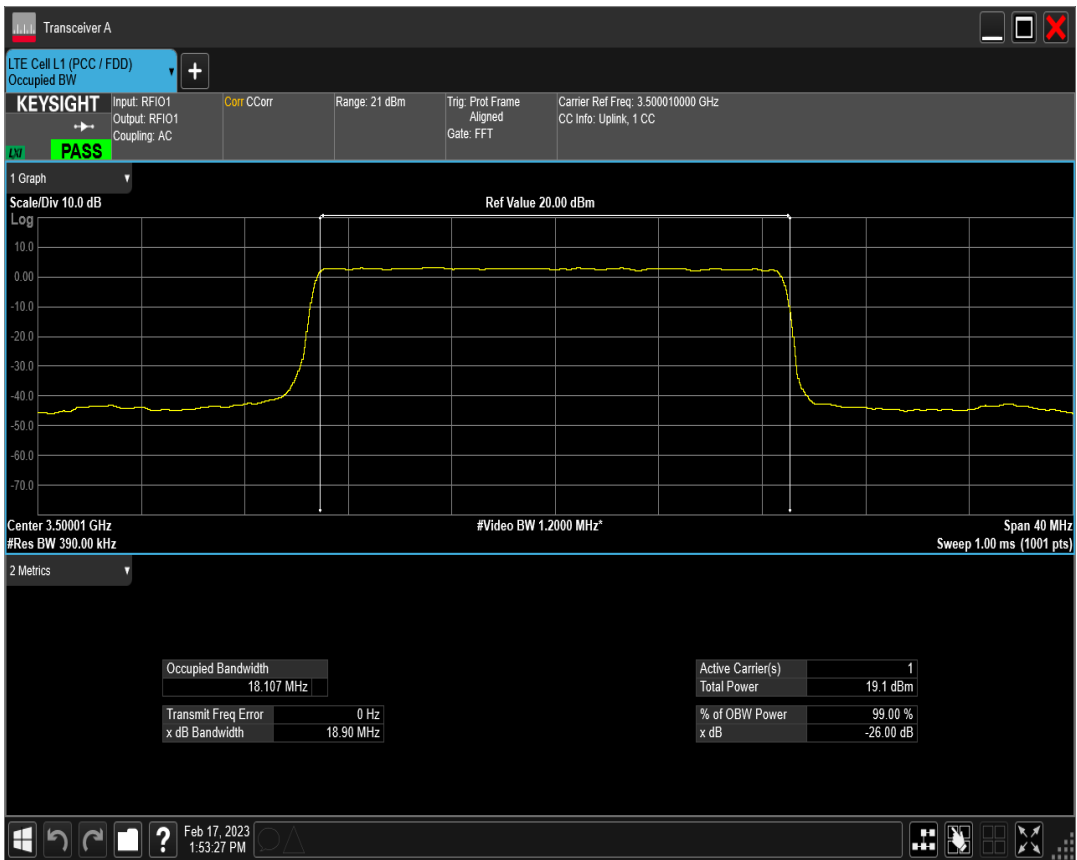 Transceiver A
LTE Cell L1 (PCC / FDD)
Occupied BW
+
KEYSIGHT
LXI
PASS
Input: RFIO1
Output: RFIO1
Coupling: AC
Corr CCorr
Range: 21 dBm
Trig: Prot Frame
Aligned
Gate: FFT
Carrier Ref Freq: 3.500010000 GHz
CC Info: Uplink, 1 CC
1 Graph
Scale/Div 10.0 dB
Ref Value 20.00 dBm
Log
10.0
0.00
-10.0
-20.0
-30.0
-40.0
-50.0
-60.0
-70.0
Center 3.50001 GHz
#Video BW 1.2000 MHz*
Span 40 MHz
#Res BW 390.00 kHz
Sweep 1.00 ms (1001 pts)
2 Metrics
Occupied Bandwidth
18.107 MHz
Transmit Freq Error 0 Hz
x dB Bandwidth 18.90 MHz
Active Carrier(s) 1
Total Power 19.1 dBm
% of OBW Power 99.00 %
x dB -26.00 dB
?
Feb 17, 2023
1:53:27 PM